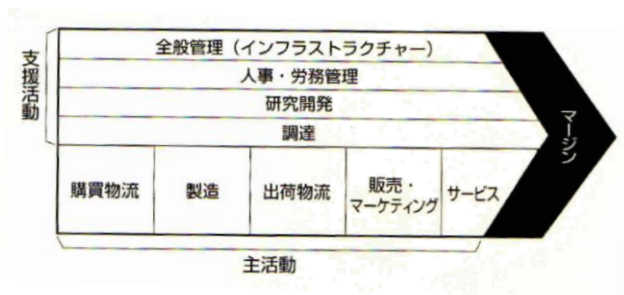 支援活動
全般管理（インフラストラクチャー）
人事・労務管理
研究開発
調達
購買物流
製造
出荷物流
販売・
マーケティング
サービス
マージン
主活動